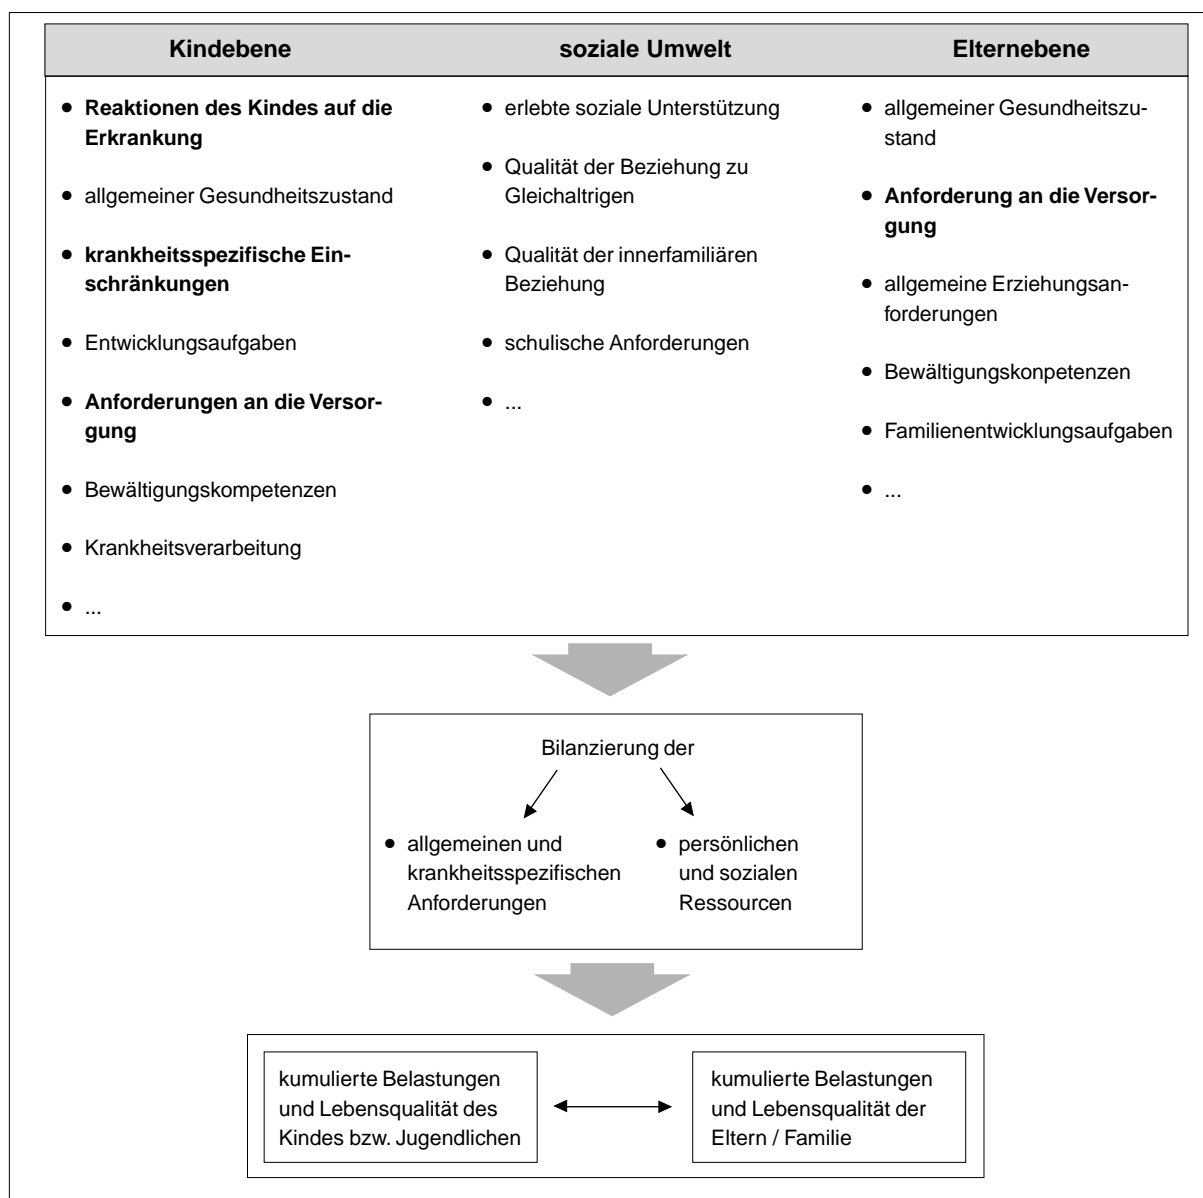 Kindebene
soziale Umwelt
Elternebene
• Reaktionen des Kindes auf die
Erkrankung
• allgemeiner Gesundheitszustand
• krankheitsspezifische Ein-
schränkungen
• Entwicklungsaufgaben
• Anforderungen an die Versor-
gung
• Bewältigungskompetenzen
• Krankheitsverarbeitung
• ...
• erlebte soziale Unterstützung
• Qualität der Beziehung zu
Gleichaltrigen
• Qualität der innerfamiliären
Beziehung
• schulische Anforderungen
• ...
• allgemeiner Gesundheitszu-
stand
• Anforderung an die Versor-
gung
• allgemeine Erziehungsan-
forderungen
• Bewältigungskonpetenzen
• Familienentwicklungsaufgaben
• ...
Bilanzierung der
• allgemeinen und
krankheitsspezifischen
Anforderungen
• persönlichen
und sozialen
Ressourcen
kumulierte Belastungen
und Lebensqualität des
Kindes bzw. Jugendlichen
kumulierte Belastungen
und Lebensqualität der
Eltern / Familie